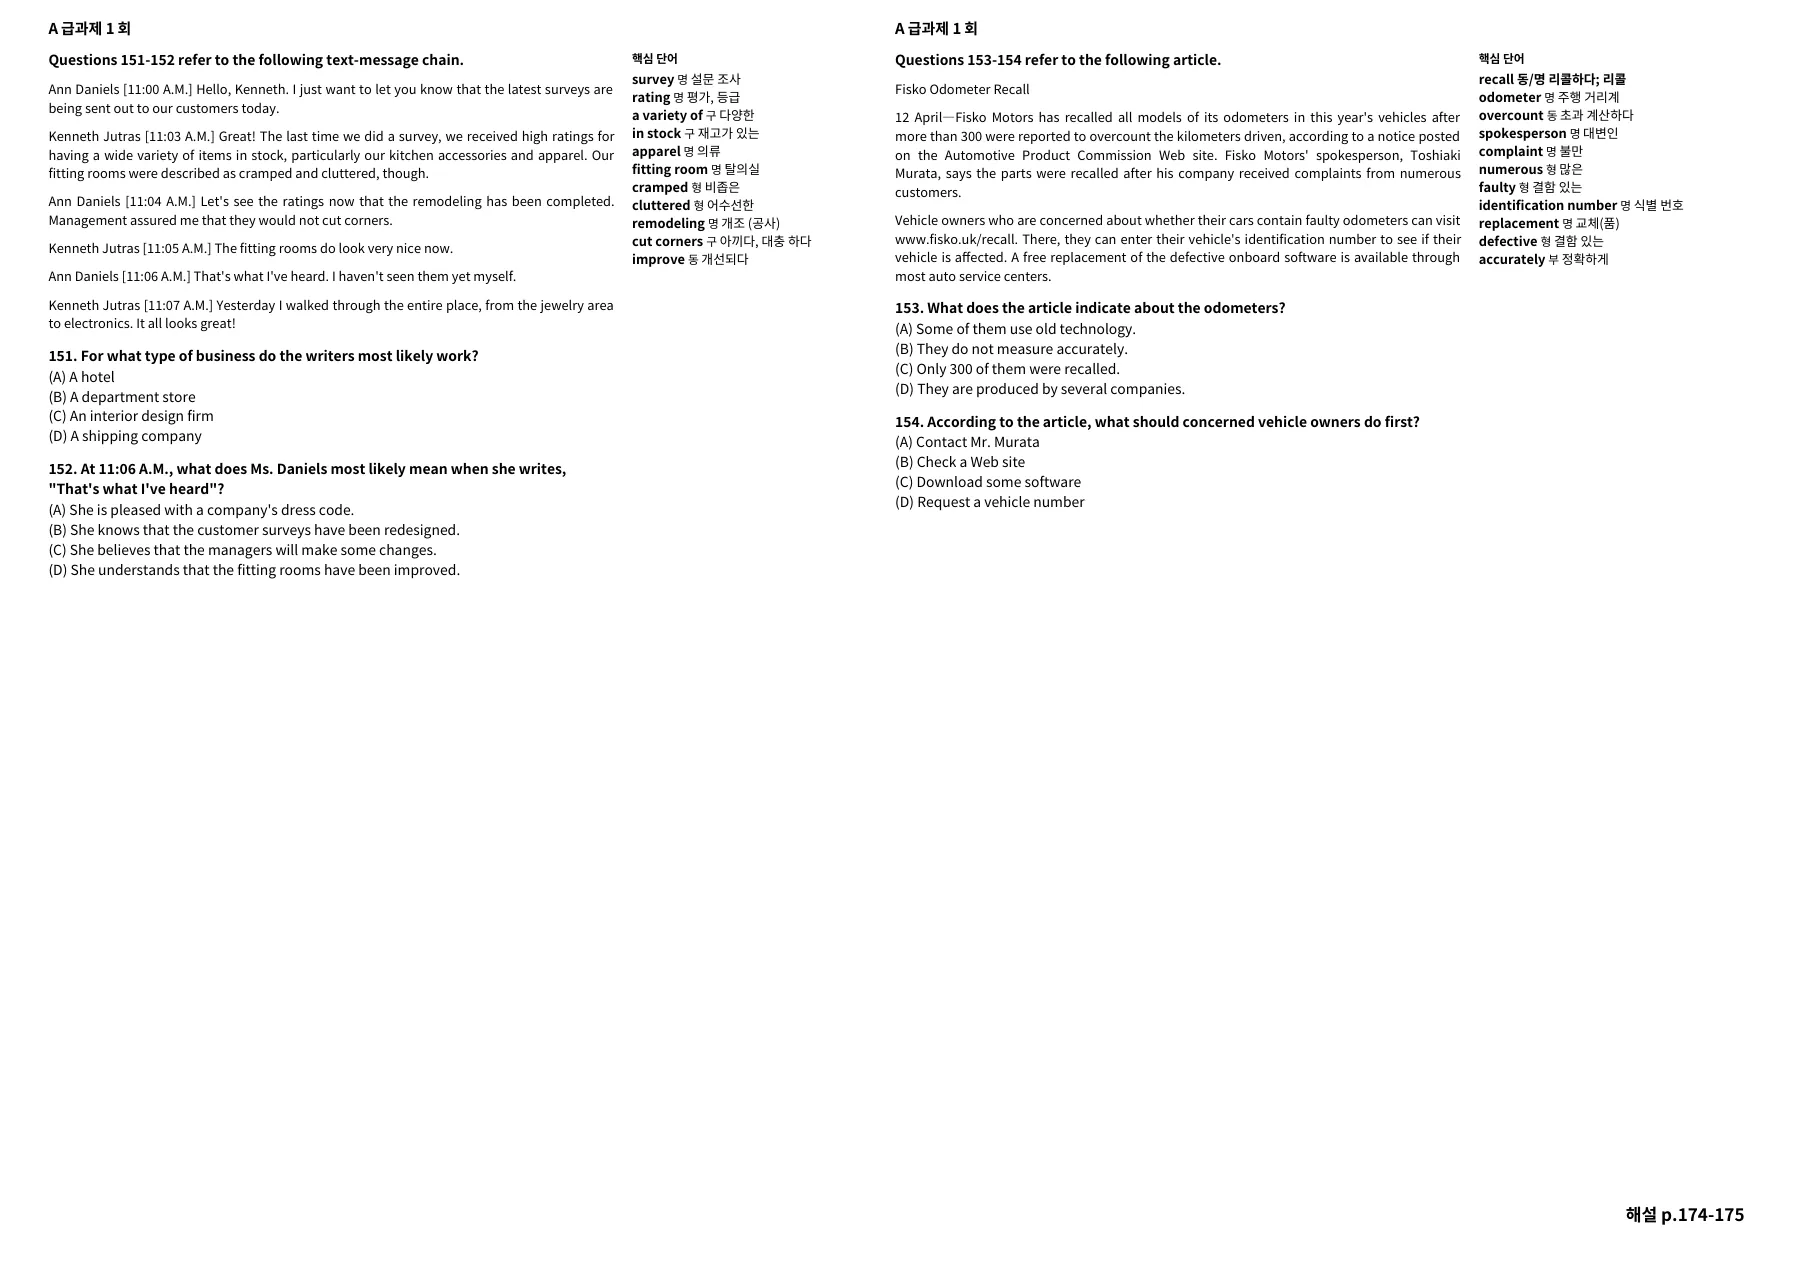 A 급과제 1 회
Questions 151-152 refer to the following text-message chain.
Ann Daniels [11:00 A.M.] Hello, Kenneth. I just want to let you know that the latest surveys are
being sent out to our customers today.
Kenneth Jutras [11:03 A.M.] Great! The last time we did a survey, we received high ratings for
having a wide variety of items in stock, particularly our kitchen accessories and apparel. Our
fitting rooms were described as cramped and cluttered, though.
Ann Daniels [11:04 A.M.] Let's see the ratings now that the remodeling has been completed.
Management assured me that they would not cut corners.
Kenneth Jutras [11:05 A.M.] The fitting rooms do look very nice now.
Ann Daniels [11:06 A.M.] That's what I've heard. I haven't seen them yet myself.
Kenneth Jutras [11:07 A.M.] Yesterday I walked through the entire place, from the jewelry area
to electronics. It all looks great!
151. For what type of business do the writers most likely work?
(A) A hotel
(B) A department store
(C) An interior design firm
(D) A shipping company
152. At 11:06 A.M., what does Ms. Daniels most likely mean when she writes,
"That's what I've heard"?
(A) She is pleased with a company's dress code.
(B) She knows that the customer surveys have been redesigned.
(C) She believes that the managers will make some changes.
(D) She understands that the fitting rooms have been improved.
핵심 단어
survey 명 설문 조사
rating 명 평가, 등급
a variety of 구 다양한
in stock 구 재고가 있는
apparel 명 의류
fitting room 명 탈의실
cramped 형 비좁은
cluttered 형 어수선한
remodeling 명 개조 (공사)
cut corners 구 아끼다, 대충 하다
improve 동 개선되다
A 급과제 1 회
Questions 153-154 refer to the following article.
Fisko Odometer Recall
12 April—Fisko Motors has recalled all models of its odometers in this year's vehicles after
more than 300 were reported to overcount the kilometers driven, according to a notice posted
on the Automotive Product Commission Web site. Fisko Motors' spokesperson, Toshiaki
Murata, says the parts were recalled after his company received complaints from numerous
customers.
Vehicle owners who are concerned about whether their cars contain faulty odometers can visit
www.fisko.uk/recall. There, they can enter their vehicle's identification number to see if their
vehicle is affected. A free replacement of the defective onboard software is available through
most auto service centers.
153. What does the article indicate about the odometers?
(A) Some of them use old technology.
(B) They do not measure accurately.
(C) Only 300 of them were recalled.
(D) They are produced by several companies.
154. According to the article, what should concerned vehicle owners do first?
(A) Contact Mr. Murata
(B) Check a Web site
(C) Download some software
(D) Request a vehicle number
핵심 단어
recall 동/명 리콜하다; 리콜
odometer 명 주행 거리계
overcount 동 초과 계산하다
spokesperson 명 대변인
complaint 명 불만
numerous 형 많은
faulty 형 결함 있는
identification number 명 식별 번호
replacement 명 교체(품)
defective 형 결함 있는
accurately 부 정확하게
해설 p.174-175